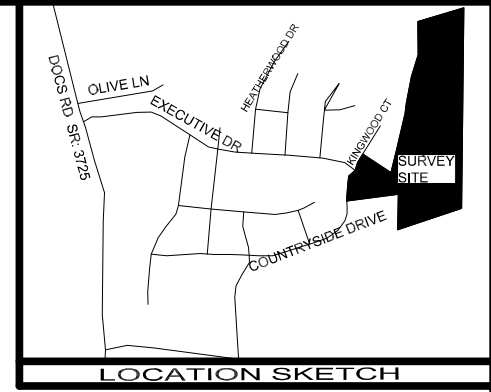 HEATHERWOOD DR
DOCS RD SR: 3725
OLIVE LN
EXECUTIVE DR
KINGWOOD CT
SURVEY
SITE
COUNTRYSIDE DRIVE
LOCATION SKETCH